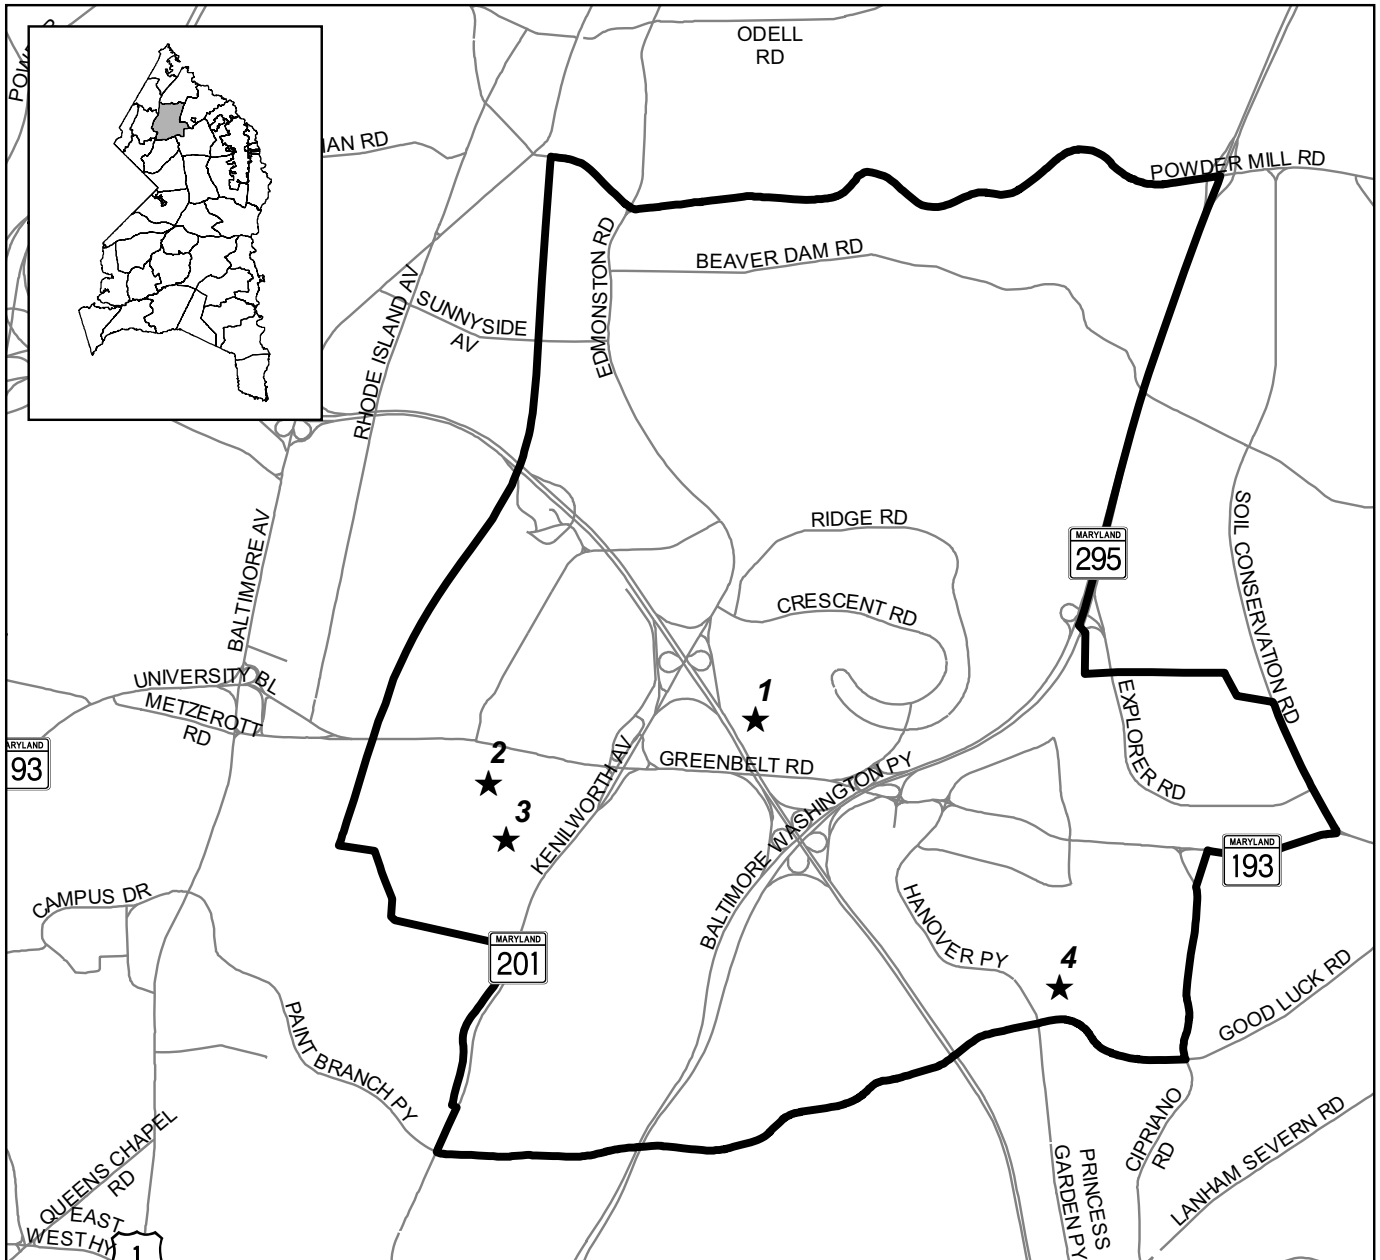 ODELL
RD
POWDER MILL RD
BEAVER DAM RD
EDMONSTON RD
SUNNYSIDE
AV
RHODE ISLAND AV
BALTIMORE AV
RIDGE RD
CRESCENT RD
MARYLAND
295
SOIL CONSERVATION RD
EXPLORER RD
UNIVERSITY BL
METZEROTT
RD
93
1
2
3
GREENBELT RD
KENILWORTH AV
BALTIMORE WASHINGTON PY
MARYLAND
193
CAMPUS DR
MARYLAND
201
HANOVER PY
4
GOOD LUCK RD
PAINT BRANCH PY
CIPRIANO
RD
PRINCESS
GARDEN PY
LANHAM SEVERN RD
QUEENS CHAPEL
RD
EAST
WEST HY
1